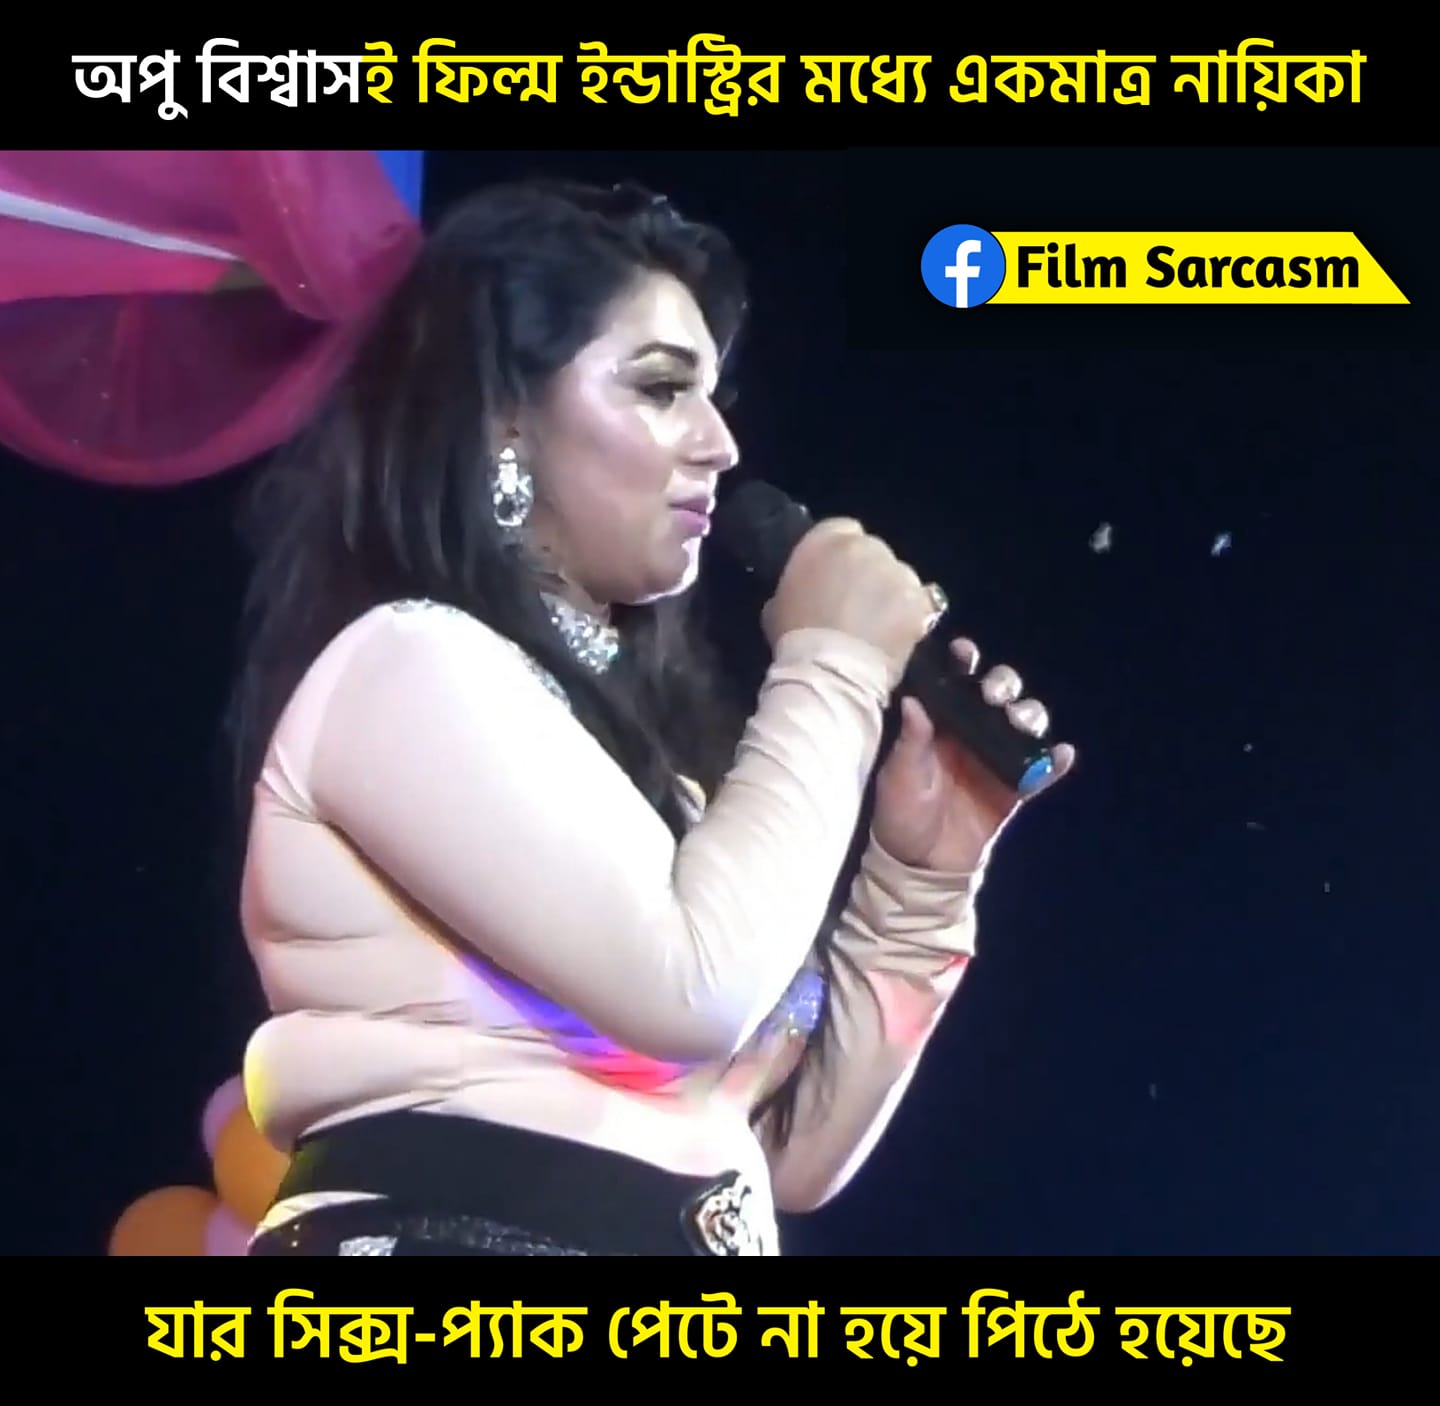 অপু বিশ্বাসই ফিল্ম ইন্ডাস্ট্রির মধ্যে একমাত্র নায়িকা
Film Sarcasm
যার সিক্স-প্যাক পেটে না হয়ে পিঠে হয়েছে